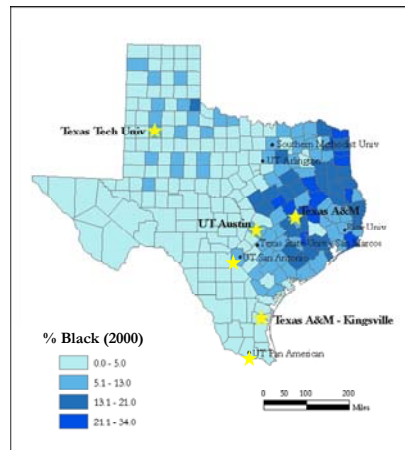 Southern Methodist Univ
Texas Tech Univ
UT Arlington
Texas A&M
UT Austin
Rice Univ
Texas State Univ - San Marcos
UT San Antonio
Texas A&M - Kingsville
UT Pan American
% Black (2000)
0.0 - 5.0
5.1 - 13.0
13.1 - 21.0
21.1 - 34.0
0 50 100 200
Miles